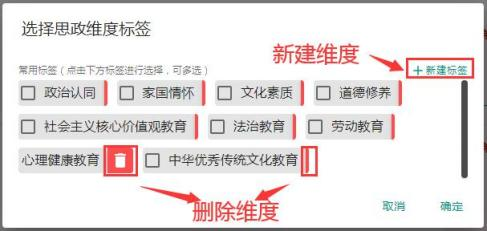 选择思政维度标签
新建维度
常用标签（点击下方标签进行选择，可多选）
+新建标签
政治认同 家国情怀 文化素质 道德修养
社会主义核心价值观教育 法治教育 劳动教育
心理健康教育 中华优秀传统文化教育
删除维度
取消 确定